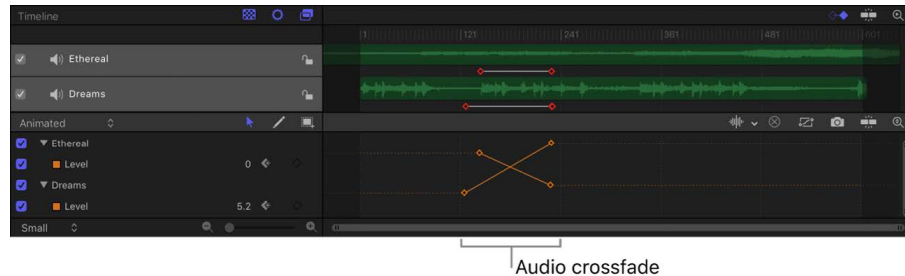 Timeline
1 121 241 361 481 601
Ethereal
Dreams
Animated
Ethereal
Level 0
Dreams
Level 5.2
Small
Audio crossfade